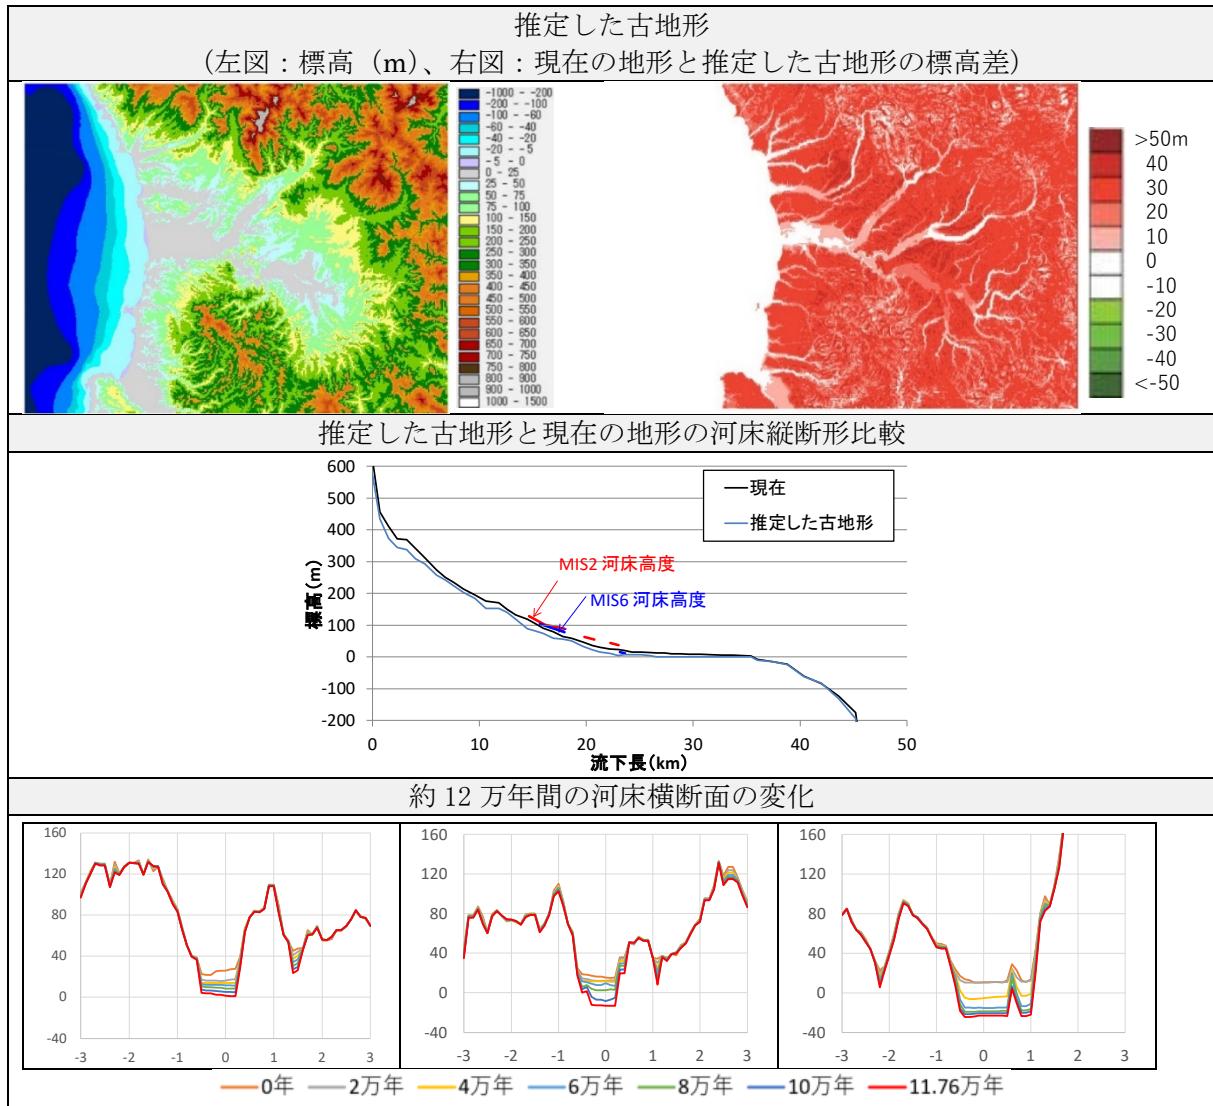 推定した古地形
(左図：標高（m）、右図：現在の地形と推定した古地形の標高差)
-1000 - -200
-200 - -100
-100 - -60
-60 - -40
-40 - -20
-20 - -5
-5 - 0
0 - 25
25 - 50
50 - 75
75 - 100
100 - 150
150 - 200
200 - 250
250 - 300
300 - 350
350 - 400
400 - 450
450 - 500
500 - 550
550 - 600
600 - 650
650 - 700
700 - 750
750 - 800
800 - 900
900 - 1000
1000 - 1500
>50m
40
30
20
10
0
-10
-20
-30
-40
<-50
推定した古地形と現在の地形の河床縦断形比較
標高(m)
600
500
400
300
200
100
0
-100
-200
現在
推定した古地形
MIS2 河床高度
MIS6 河床高度
0 10 20 30 40 50
流下長(km)
約 12 万年間の河床横断面の変化
160
120
80
40
0
-40
-3 -2 -1 0 1 2 3
160
120
80
40
0
-40
-3 -2 -1 0 1 2 3
160
120
80
40
0
-40
-3 -2 -1 0 1 2 3
0年 2万年 4万年 6万年 8万年 10万年 11.76万年